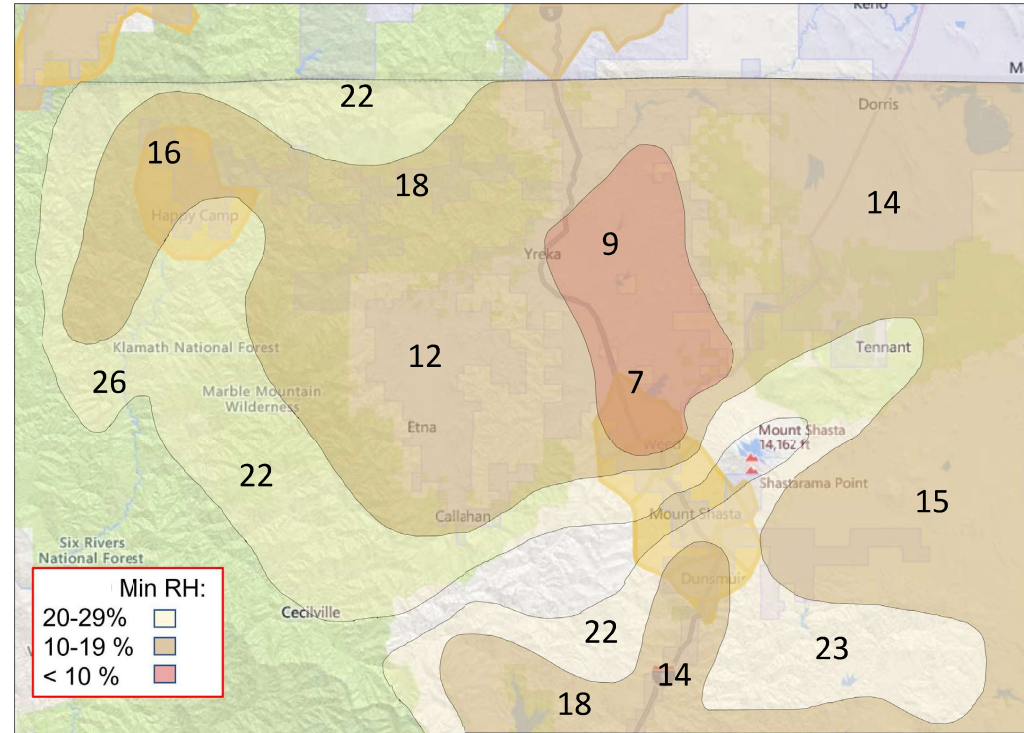 Keno
22
Dorris
16
18
14
Happy Camp
9
Yreka
Klamath National Forest
Tennant
12
26
7
Marble Mountain
Wilderness
Etna
Mount Shasta
14,162 ft
Weed
22
Shastarama Point
15
Callahan
Mount Shasta
Six Rivers
National Forest
Dunsmuir
Min RH:
20-29%
10-19 %
< 10 %
Cecilville
22
23
14
18